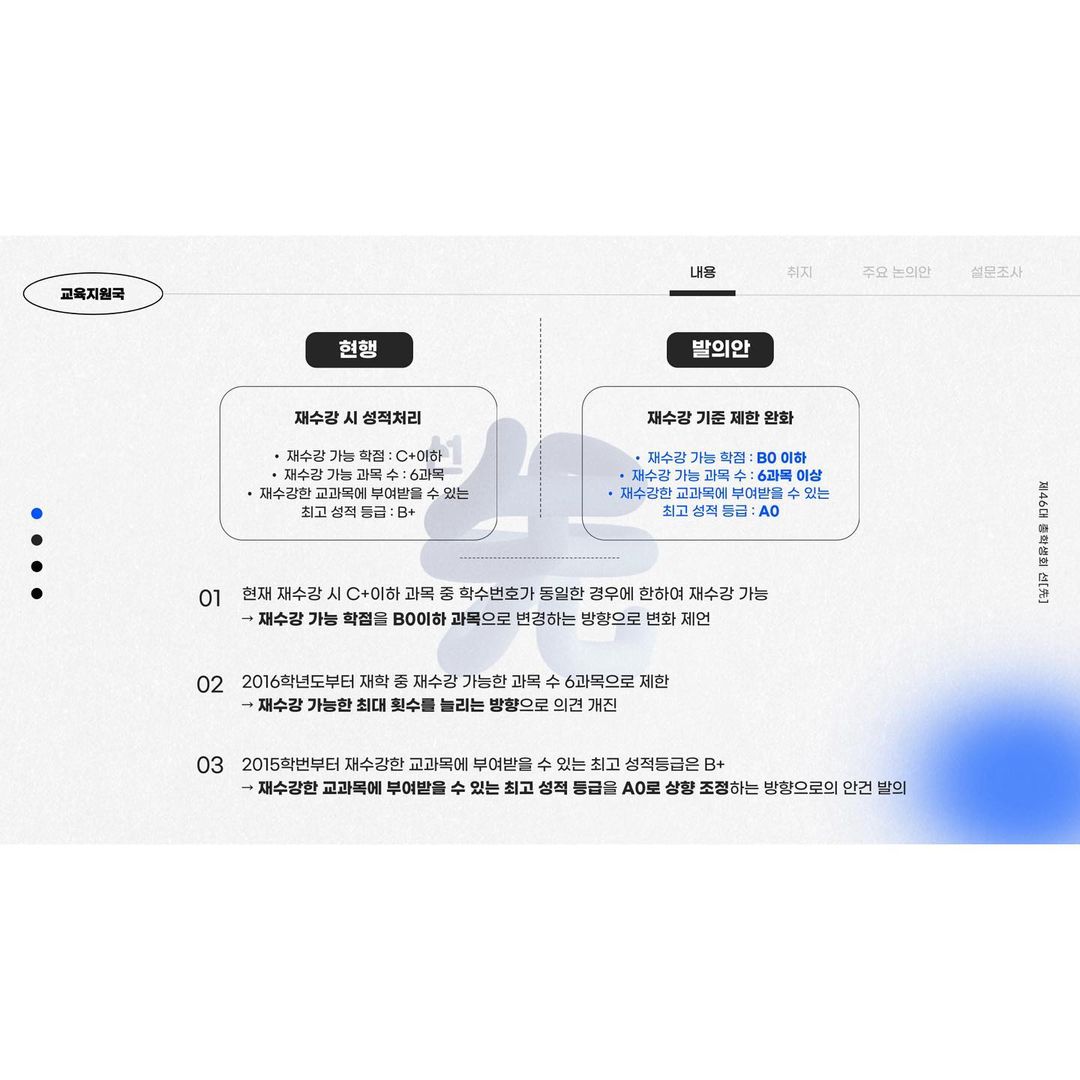 교육지원국
내용
취지
주요 논의안
설문조사
현행
재수강 시 성적처리
• 재수강 가능 학점 : C+이하
• 재수강 가능 과목 수 : 6과목
• 재수강한 교과목에 부여받을 수 있는
최고 성적 등급 : B+
발의안
재수강 기준 제한 완화
• 재수강 가능 학점 : B0 이하
• 재수강 가능 과목 수 : 6과목 이상
• 재수강한 교과목에 부여받을 수 있는
최고 성적 등급 : A0
선
先
01 현재 재수강 시 C+이하 과목 중 학수번호가 동일한 경우에 한하여 재수강 가능
→ 재수강 가능 학점을 B0이하 과목으로 변경하는 방향으로 변화 제언
02 2016학년도부터 재학 중 재수강 가능한 과목 수 6과목으로 제한
→ 재수강 가능한 최대 횟수를 늘리는 방향으로 의견 개진
03 2015학번부터 재수강한 교과목에 부여받을 수 있는 최고 성적등급은 B+
→ 재수강한 교과목에 부여받을 수 있는 최고 성적 등급을 A0로 상향 조정하는 방향으로의 안건 발의
제46대 총학생회 선[先]